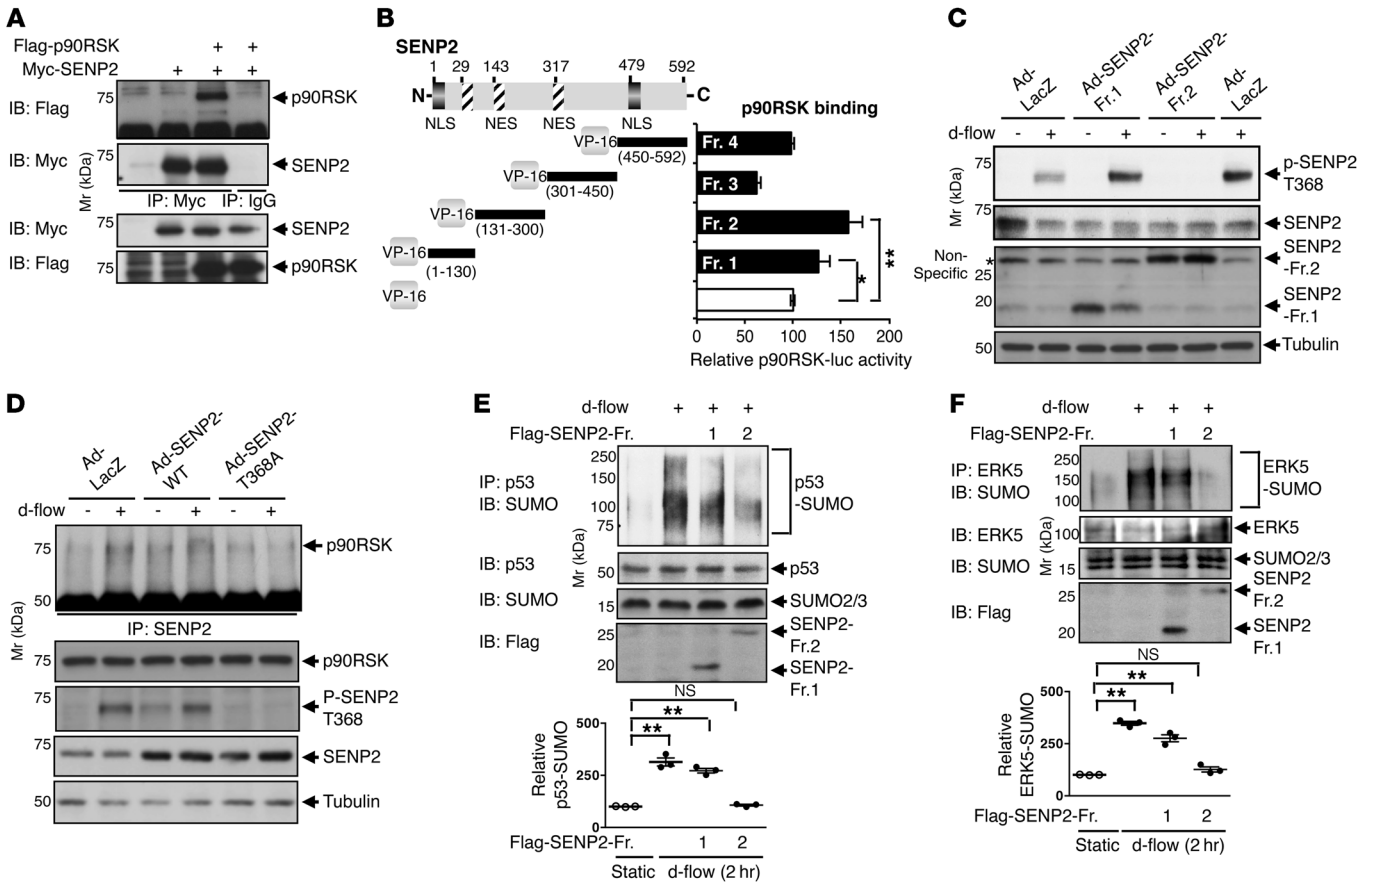 A
Flag-p90RSK + +
Myc-SENP2 + + +
IB: Flag 75 p90RSK
IB: Myc SENP2
Mr (kDa)
IP: Myc IP: IgG
IB: Myc 75 SENP2
IB: Flag 75 p90RSK
B
SENP2
1 29 143 317 479 592
N C
NLS NES NES NLS
p90RSK binding
VP-16 (450-592) Fr. 4
VP-16 (301-450) Fr. 3
VP-16 (131-300) Fr. 2
VP-16 (1-130) Fr. 1
VP-16
* **
0 50 100 150 200
Relative p90RSK-luc activity
C
Ad-LacZ
Ad-SENP2-Fr.1
Ad-SENP2-Fr.2
Ad-LacZ
d-flow - + - + - + +
Mr (kDa)
75 p-SENP2
T368
75 SENP2
Non-Specific *
SENP2
-Fr.2
25
20 SENP2
-Fr.1
50 Tubulin
D
Ad-LacZ
Ad-SENP2-WT
Ad-SENP2-T368A
d-flow - + - + - +
75 p90RSK
50
Mr (kDa)
IP: SENP2
75 p90RSK
75 P-SENP2
T368
75 SENP2
50 Tubulin
E
d-flow + + +
Flag-SENP2-Fr. 1 2
IP: p53
IB: SUMO
250
150
100
75
p53
-SUMO
Mr (kDa)
IB: p53 50 p53
IB: SUMO 15 SUMO2/3
IB: Flag 25 SENP2-
Fr.2
20 SENP2-
Fr.1
NS
**
**
Relative
p53-SUMO
500
250
0
Flag-SENP2-Fr. 1 2
Static d-flow (2 hr)
F
d-flow + + +
Flag-SENP2-Fr. 1 2
IP: ERK5
IB: SUMO
250
150
100
ERK5
-SUMO
Mr (kDa)
IB: ERK5 100 ERK5
IB: SUMO 15 SUMO2/3
IB: Flag 25 SENP2
Fr.2
20 SENP2
Fr.1
NS
**
**
Relative
ERK5-SUMO
500
250
0
Flag-SENP2-Fr. 1 2
Static d-flow (2 hr)